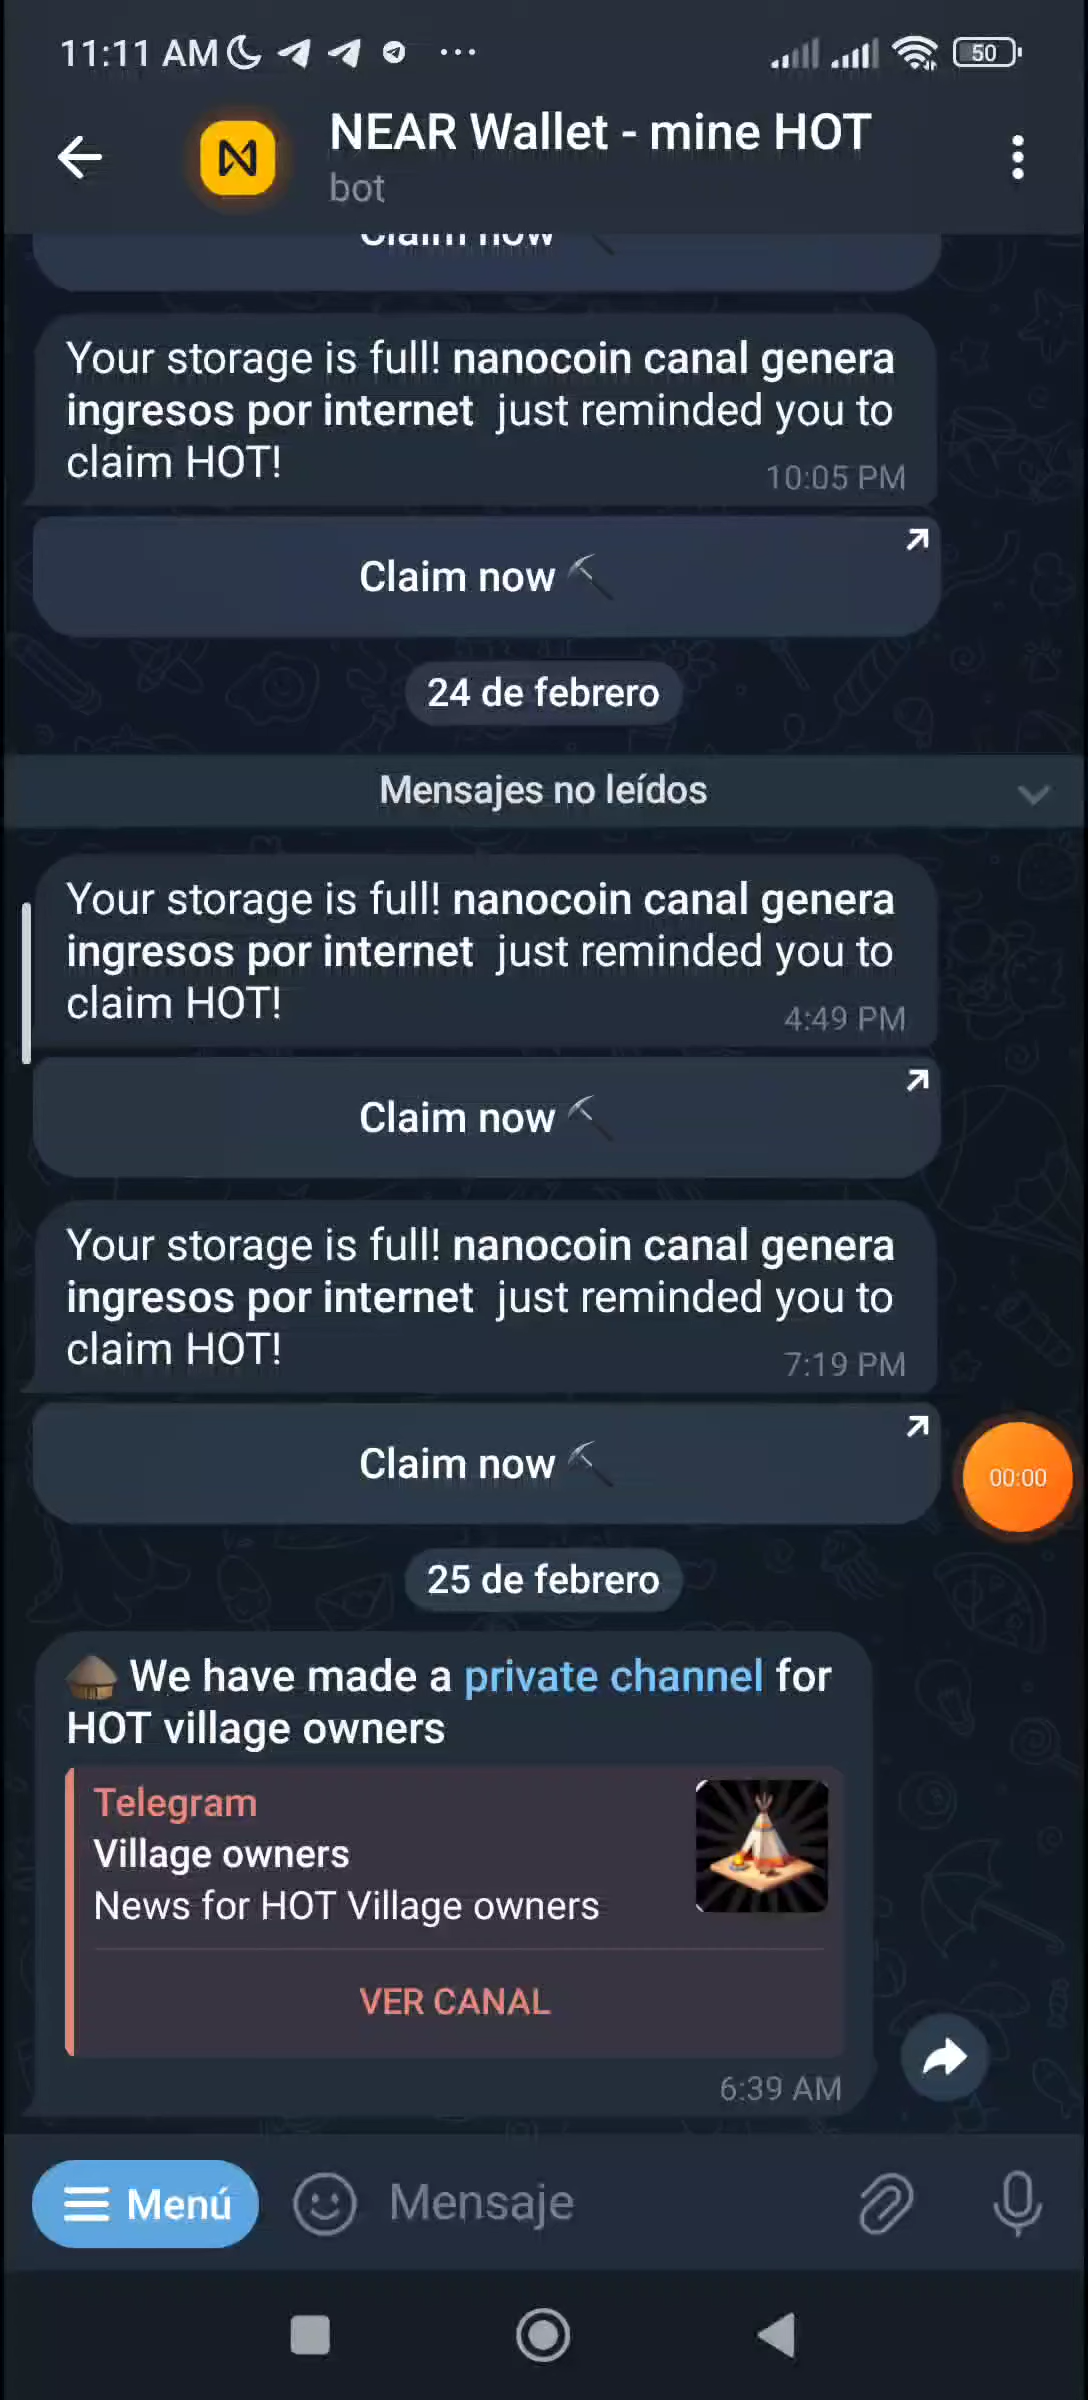 11:11 AM
50
NEAR Wallet - mine HOT
bot
Claim now
Your storage is full! nanocoin canal genera
ingresos por internet just reminded you to
claim HOT!
10:05 PM
Claim now
24 de febrero
Mensajes no leídos
Your storage is full! nanocoin canal genera
ingresos por internet just reminded you to
claim HOT!
4:49 PM
Claim now
Your storage is full! nanocoin canal genera
ingresos por internet just reminded you to
claim HOT!
7:19 PM
Claim now
00:00
25 de febrero
We have made a private channel for
HOT village owners
Telegram
Village owners
News for HOT Village owners
VER CANAL
6:39 AM
Menú
Mensaje